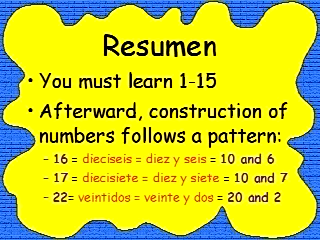 Resumen
• You must learn 1-15
• Afterward, construction of
numbers follows a pattern:
– 16 = dieciseis = diez y seis = 10 and 6
– 17 = diecisiete = diez y siete = 10 and 7
– 22= veintidos = veinte y dos = 20 and 2